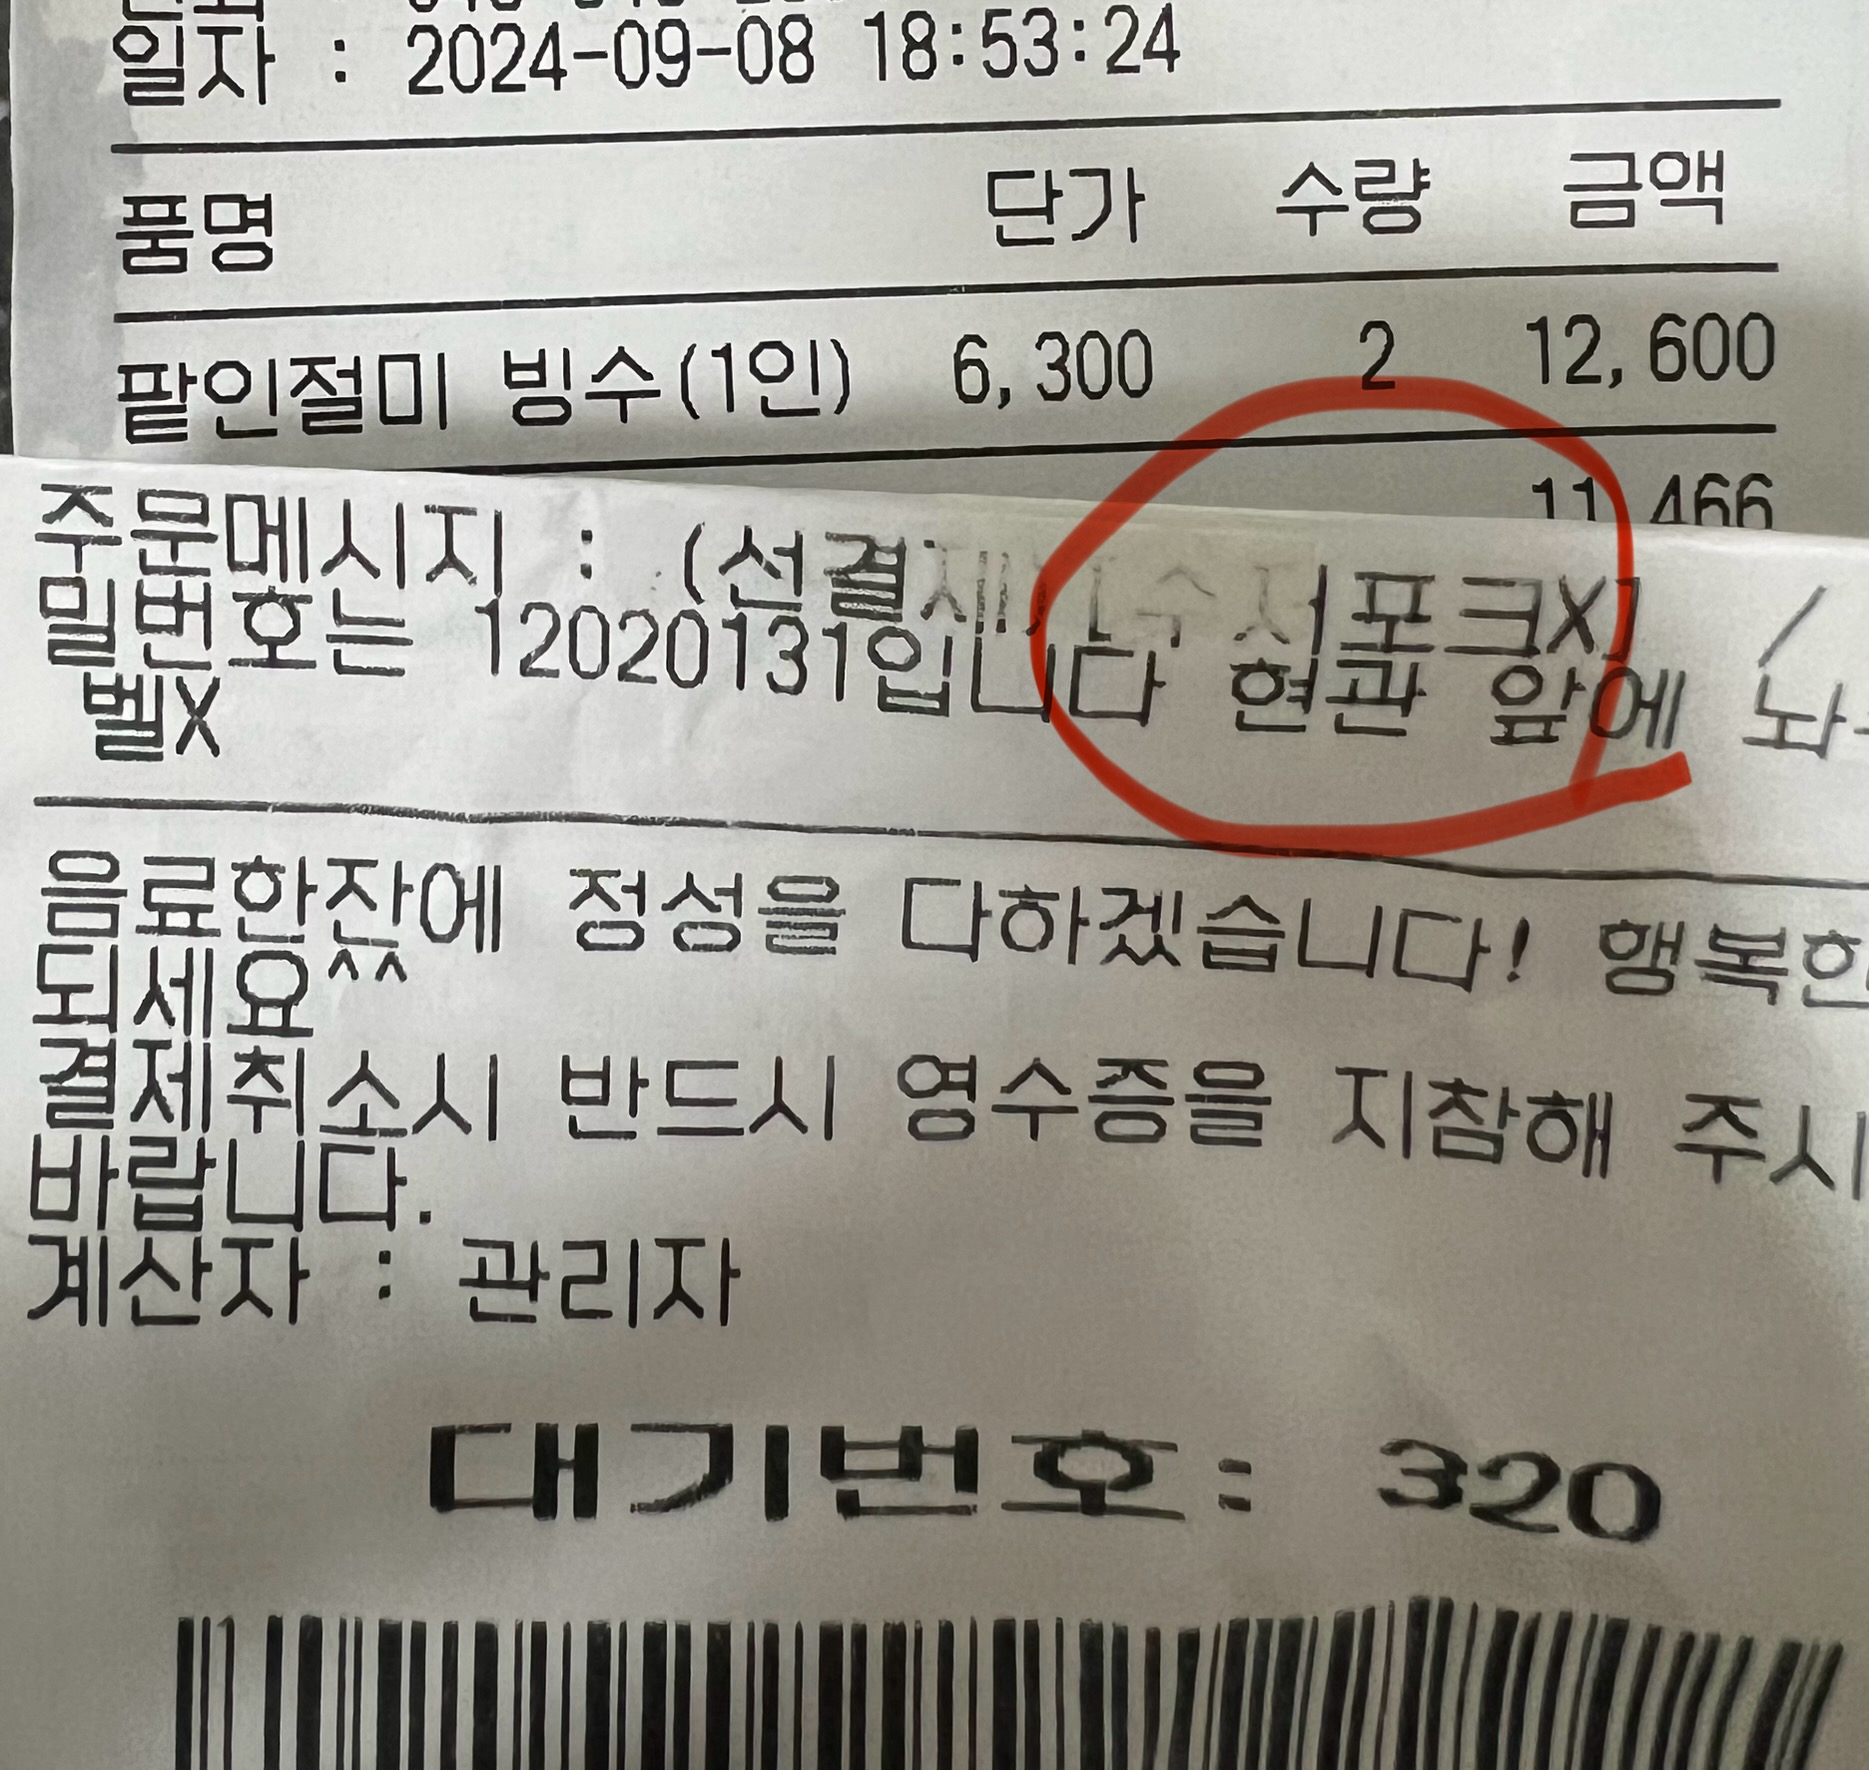 일자 : 2024-09-08 18:53:24
품명 단가 수량 금액
팥인절미 빙수(1인) 6,300 2 12,600
11,466
주문메시지 : (선결 포크X) /
밀번호는 12020131입니다 현관 앞에 놔
벨X
음료한잔에 정성을 다하겠습니다! 행복한
되세요^^
결제취소시 반드시 영수증을 지참해 주시
바랍니다.
계산자 : 관리자
대기번호: 320